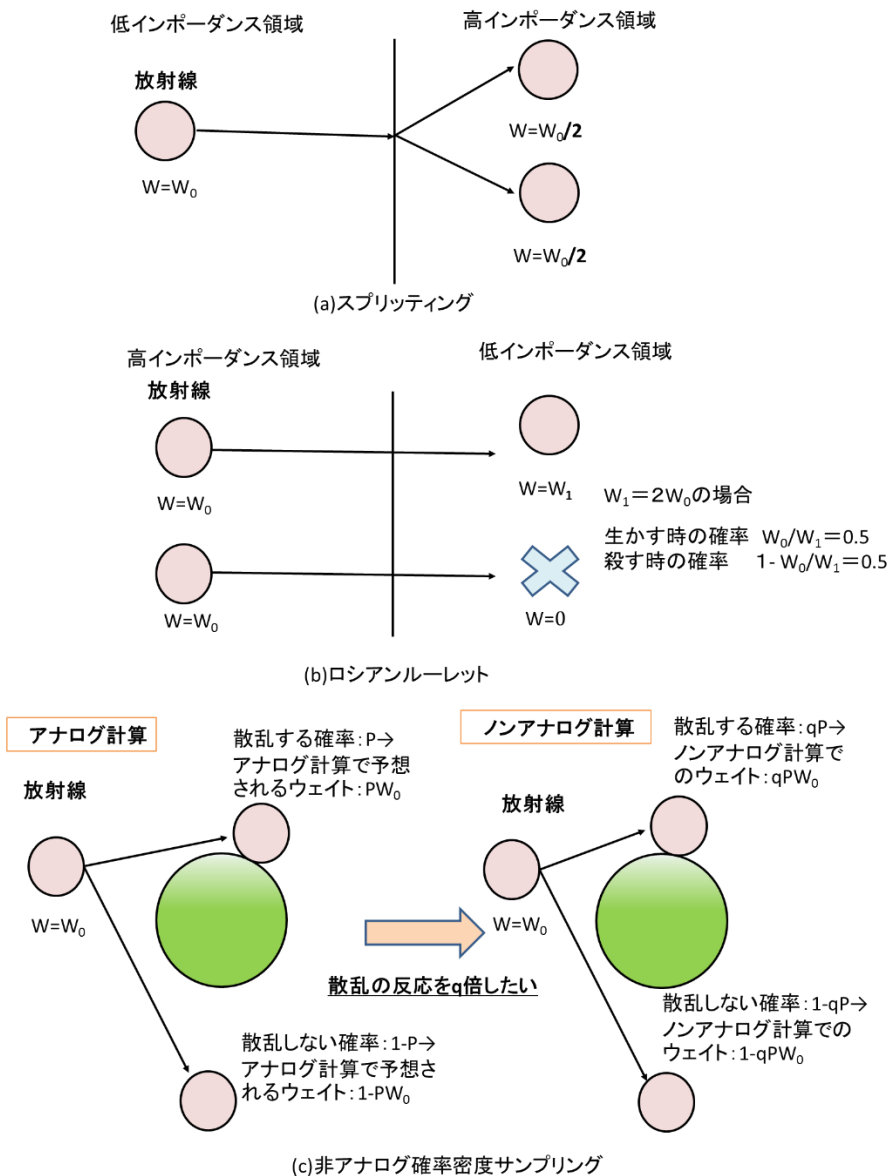 低インポーダンス領域
高インポーダンス領域
放射線
W=W₀
W=W₀/2
W=W₀/2
(a)スプリッティング
高インポーダンス領域
低インポーダンス領域
放射線
W=W₀
W=W₁
W₁=2W₀の場合
生かす時の確率 W₀/W₁=0.5
殺す時の確率 1- W₀/W₁=0.5
W=W₀
W=0
(b)ロシアンルーレット
アナログ計算
散乱する確率:P→
アナログ計算で予想
されるウェイト:PW₀
放射線
W=W₀
散乱しない確率:1-P→
アナログ計算で予想さ
れるウェイト:1-PW₀
散乱の反応をq倍したい
ノンアナログ計算
散乱する確率:qP→
ノンアナログ計算で
のウェイト:qPW₀
放射線
W=W₀
散乱しない確率:1-qP→
ノンアナログ計算での
ウェイト:1-qPW₀
(c)非アナログ確率密度サンプリング